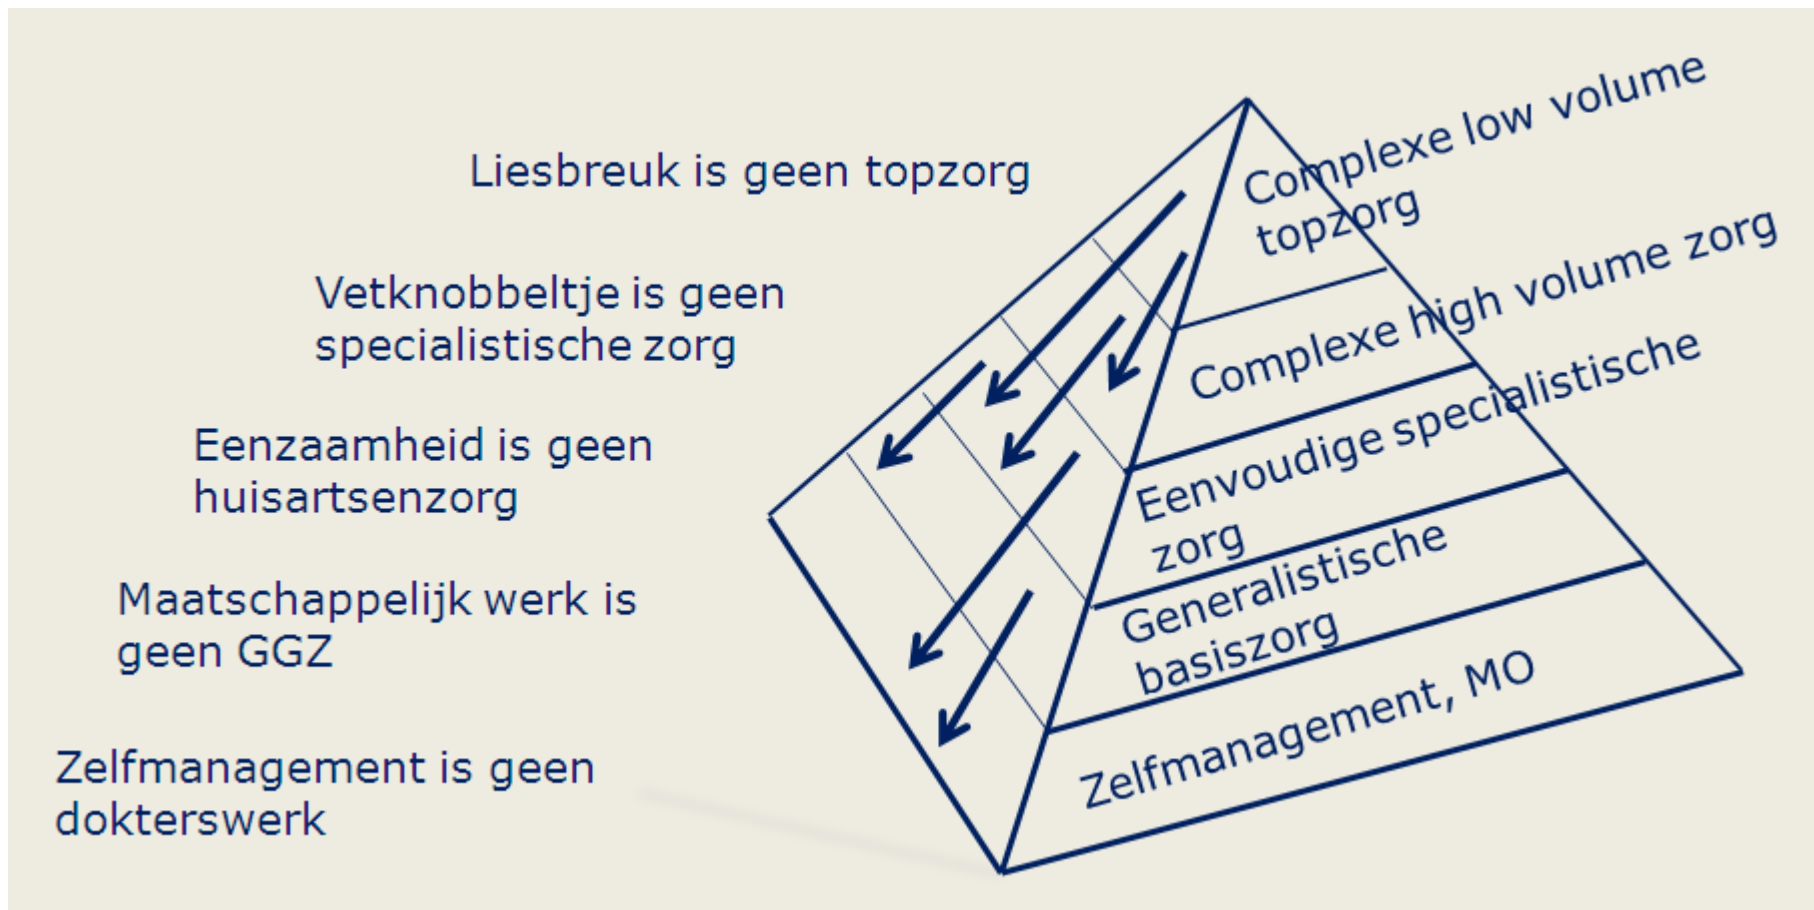 Liesbreuk is geen topzorg
Vetknobbeltje is geen
specialistische zorg
Eenzaamheid is geen
huisartsenzorg
Maatschappelijk werk is
geen GGZ
Zelfmanagement is geen
dokterswerk
Complexe low volume
topzorg
Complexe high volume zorg
Eenvoudige specialistische
zorg
Generalistische
basiszorg
Zelfmanagement, MO